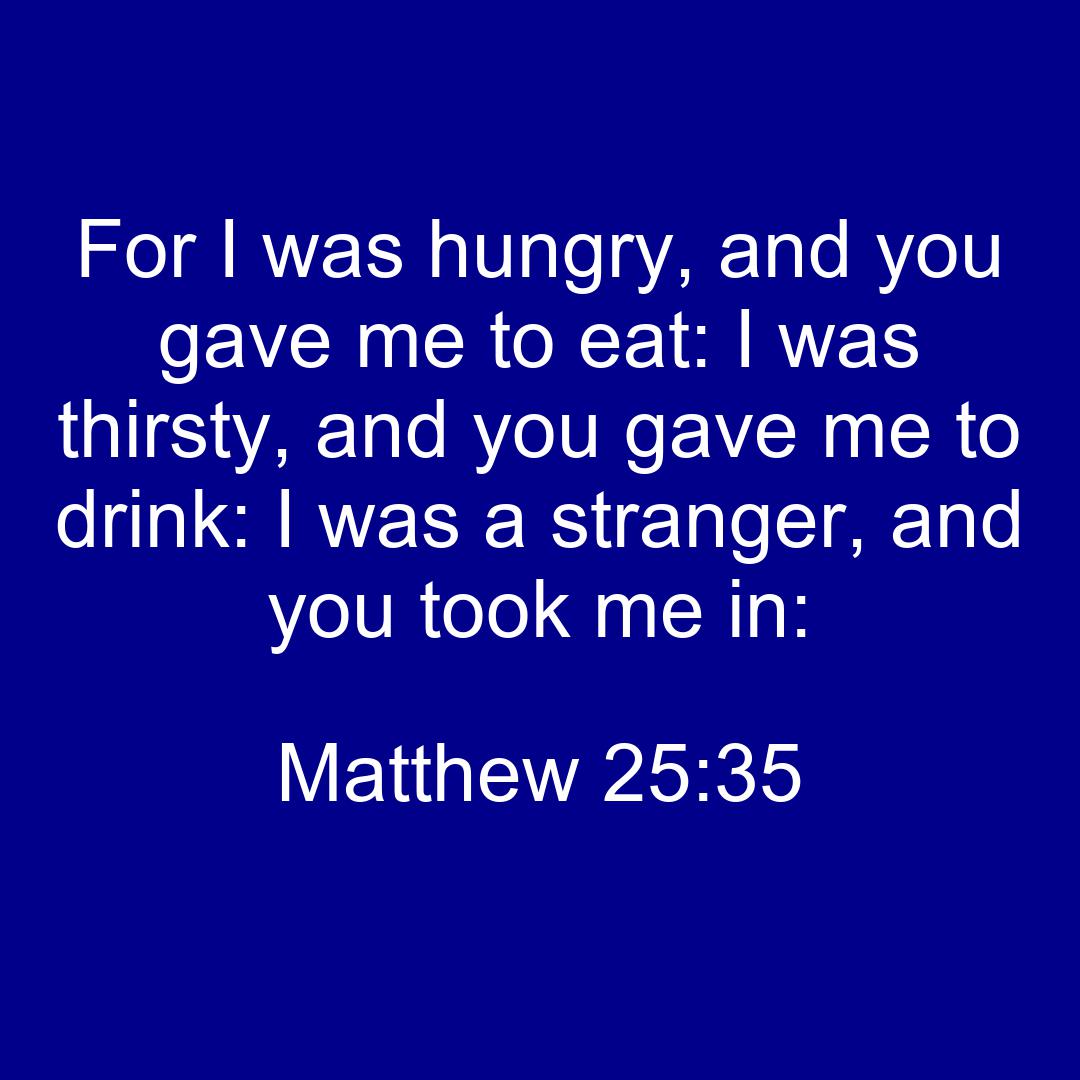 For I was hungry, and you
gave me to eat: I was
thirsty, and you gave me to
drink: I was a stranger, and
you took me in:
Matthew 25:35